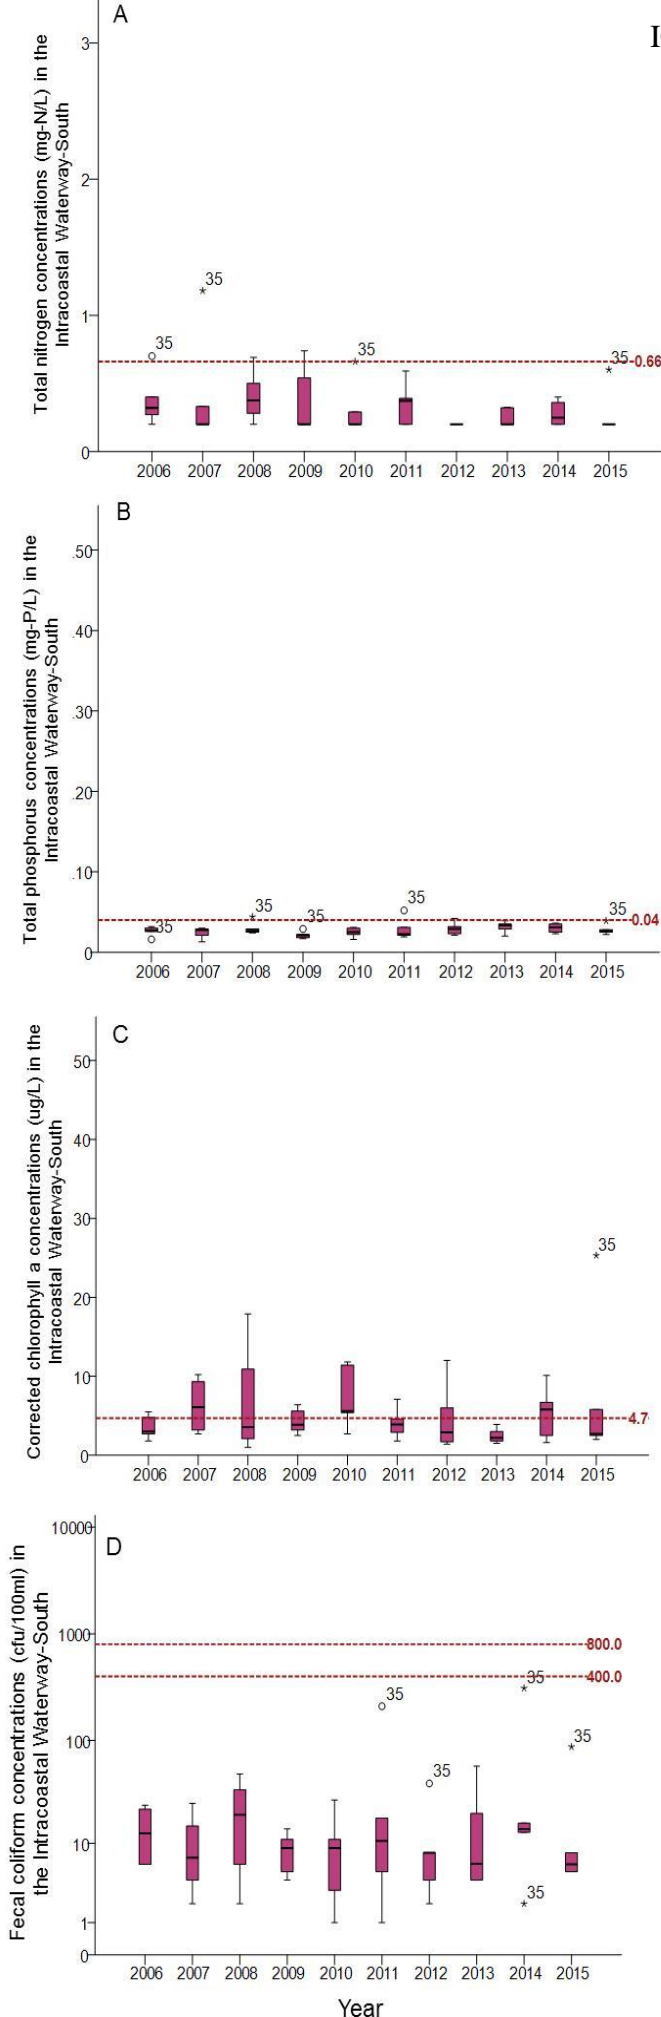 A
I
Total nitrogen concentrations (mg-N/L) in the
Intracoastal Waterway-South
3
2
1
0
35
35
35
35
0.66
2006 2007 2008 2009 2010 2011 2012 2013 2014 2015
B
Total phosphorus concentrations (mg-P/L) in the
Intracoastal Waterway-South
.50
.40
.30
.20
.10
0
35
35
35
35
35
0.04
2006 2007 2008 2009 2010 2011 2012 2013 2014 2015
C
Corrected chlorophyll a concentrations (ug/L) in the
Intracoastal Waterway-South
50
40
30
20
10
0
35
4.7
2006 2007 2008 2009 2010 2011 2012 2013 2014 2015
D
Fecal coliform concentrations (cfu/100ml) in
the Intracoastal Waterway-South
10000
1000
100
10
1
0
800.0
400.0
35
35
35
35
35
2006 2007 2008 2009 2010 2011 2012 2013 2014 2015
Year